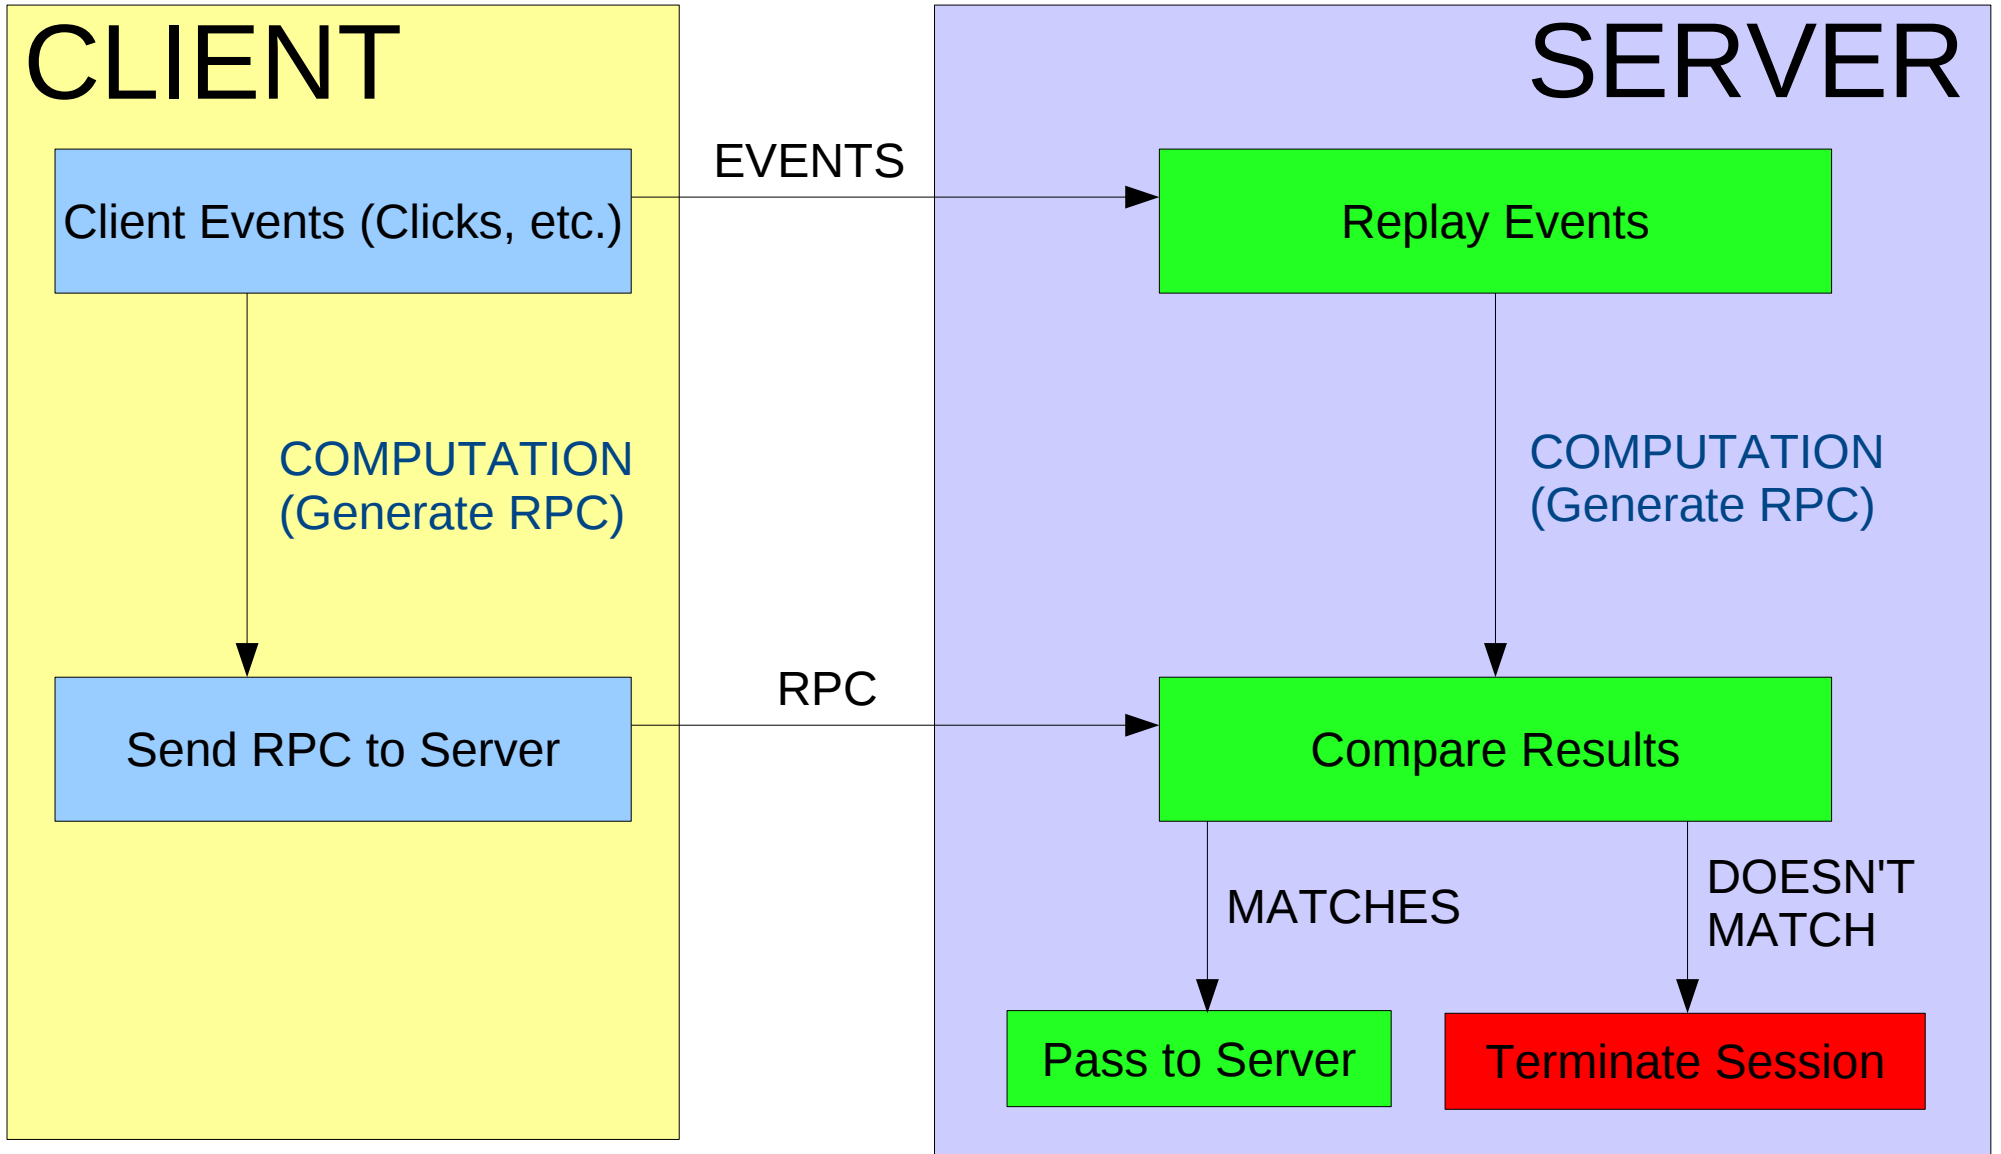 CLIENT
SERVER
EVENTS
Client Events (Clicks, etc.)
Replay Events
COMPUTATION
(Generate RPC)
COMPUTATION
(Generate RPC)
RPC
Send RPC to Server
Compare Results
MATCHES
DOESN'T
MATCH
Pass to Server
Terminate Session